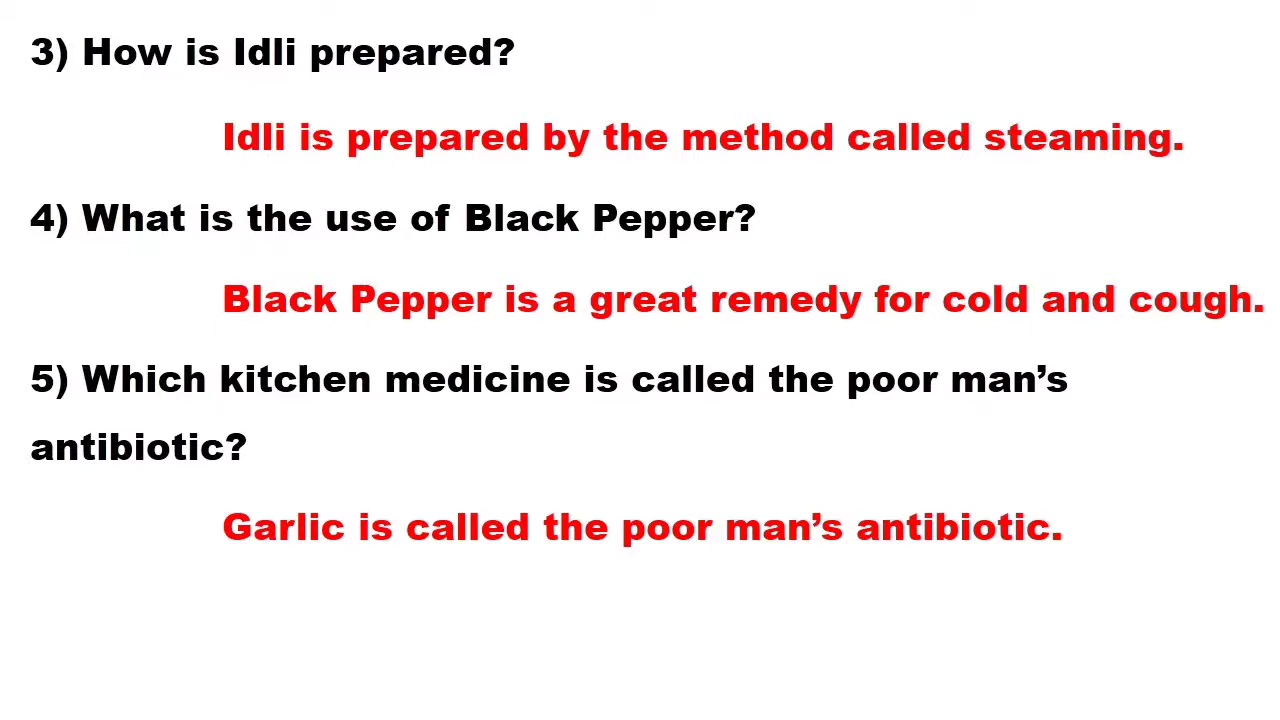 3) How is Idli prepared?
Idli is prepared by the method called steaming.
4) What is the use of Black Pepper?
Black Pepper is a great remedy for cold and cough.
5) Which kitchen medicine is called the poor man’s
antibiotic?
Garlic is called the poor man’s antibiotic.